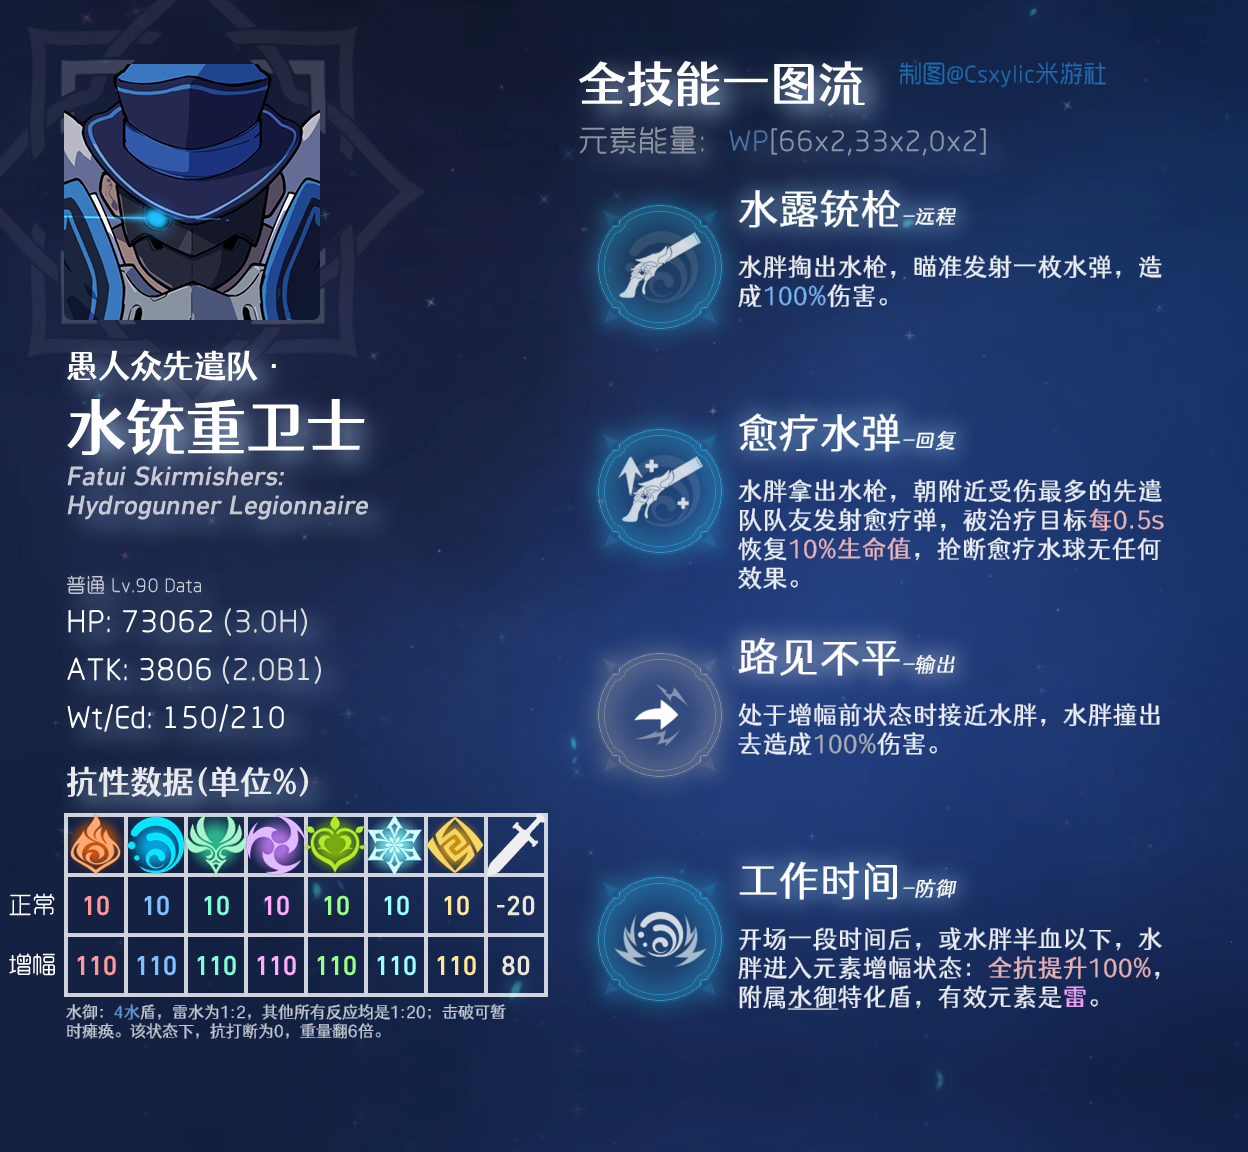 全技能一图流
制图@Csxylic米游社
元素能量: WP[66x2,33x2,0x2]
愚人众先遣队 ·
水铳重卫士
Fatui Skirmishers:
Hydrogunner Legionnaire
普通 Lv.90 Data
HP: 73062 (3.0H)
ATK: 3806 (2.0B1)
Wt/Ed: 150/210
抗性数据(单位%)
正常 10 10 10 10 10 10 10 -20
增幅 110 110 110 110 110 110 110 80
水御：4水盾，雷水为1:2，其他所有反应均是1:20；击破可暂
时瘫痪。该状态下，抗打断为0，重量翻6倍。
水露铳枪-远程
水胖掏出水枪，瞄准发射一枚水弹，造
成100%伤害。
愈疗水弹-回复
水胖拿出水枪，朝附近受伤最多的先遣
队队友发射愈疗弹，被治疗目标每0.5s
恢复10%生命值，抢断愈疗水球无任何
效果。
路见不平-输出
处于增幅前状态时接近水胖，水胖撞出
去造成100%伤害。
工作时间-防御
开场一段时间后，或水胖半血以下，水
胖进入元素增幅状态：全抗提升100%，
附属水御特化盾，有效元素是雷。